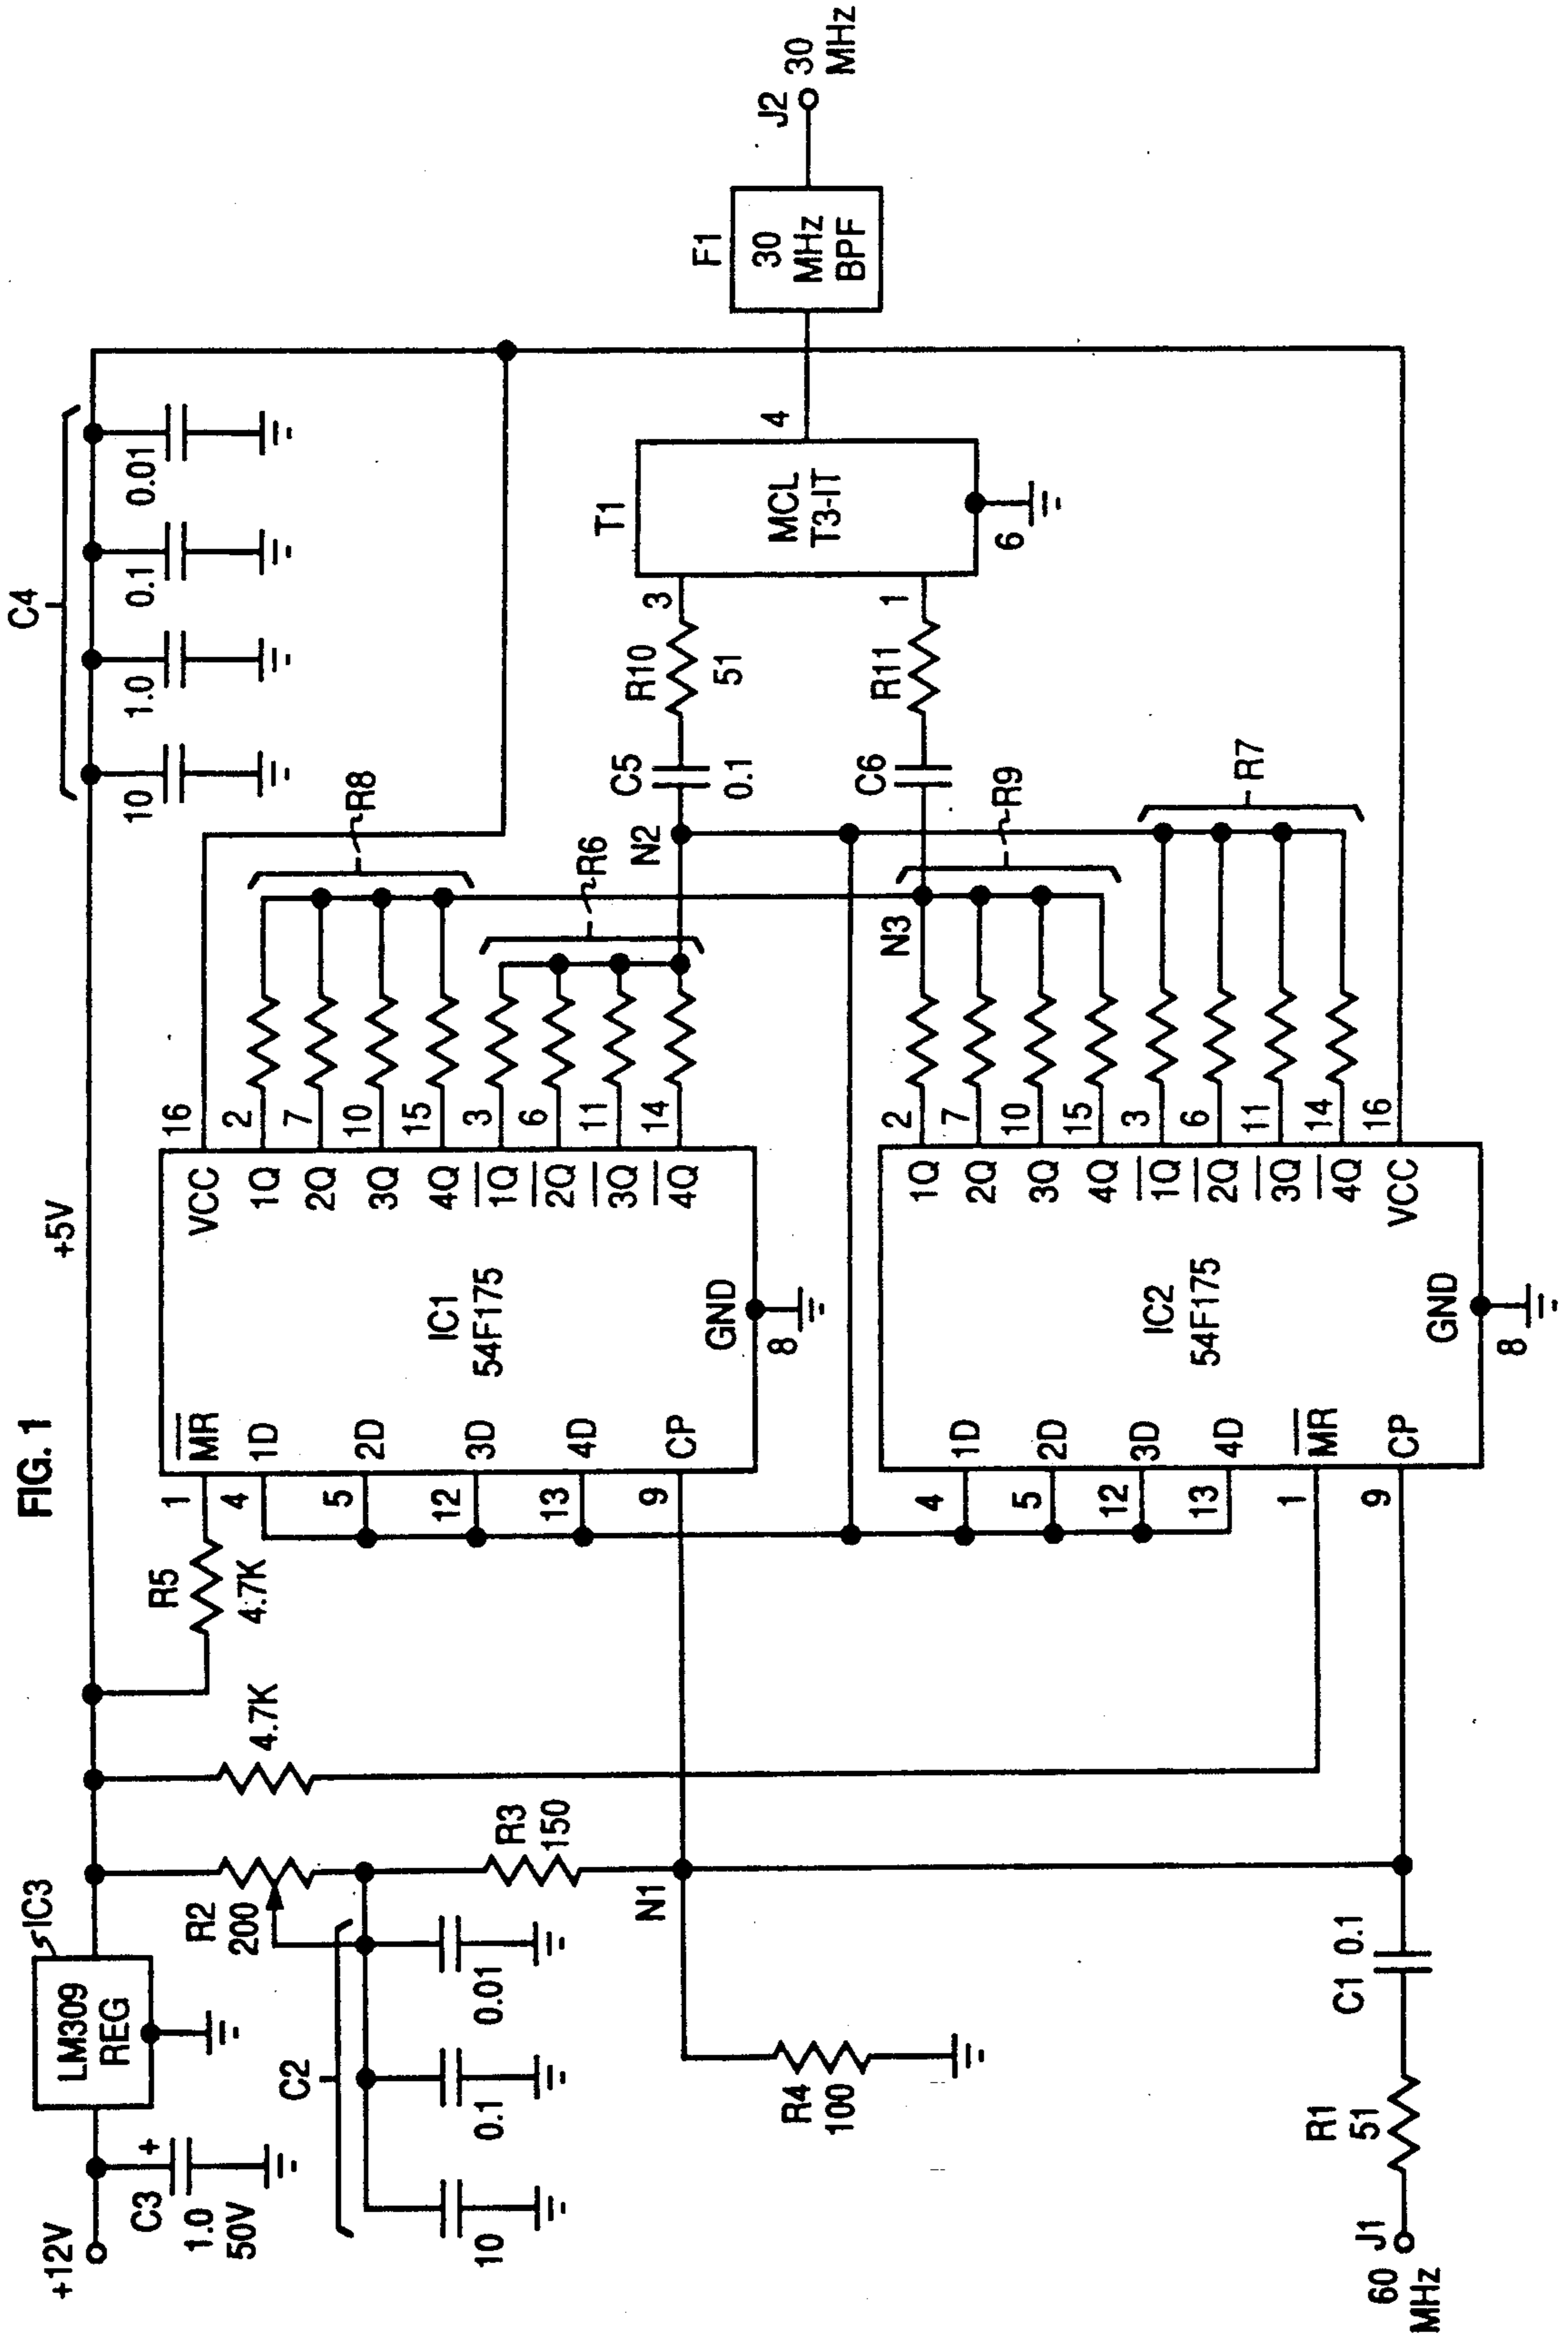 FIG. 1
+12V
C3
+
1.0
50V
LM309
REG
IC3
+5V
C4
10
1.0
0.1
0.01
R2
200
C2
10
0.1
0.01
R3
150
N1
R4
100
4.7K
R5
4.7K
J1
60
MHz
R1
51
C1 0.1
1
4
5
12
13
9
MR
1D
2D
3D
4D
CP
IC1
54F175
GND
8
VCC
1Q
2Q
3Q
4Q
1Q
2Q
3Q
4Q
16
2
7
10
15
3
6
11
14
R8
R6
N2
4
5
12
13
1
9
1D
2D
3D
4D
MR
CP
IC2
54F175
GND
8
1Q
2Q
3Q
4Q
1Q
2Q
3Q
4Q
VCC
2
7
10
15
3
6
11
14
16
N3
R9
R7
C5
0.1
R10
51
C6
R11
3
1
T1
MCL
T3-IT
6
4
F1
30
MHz
BPF
J2
30
MHz